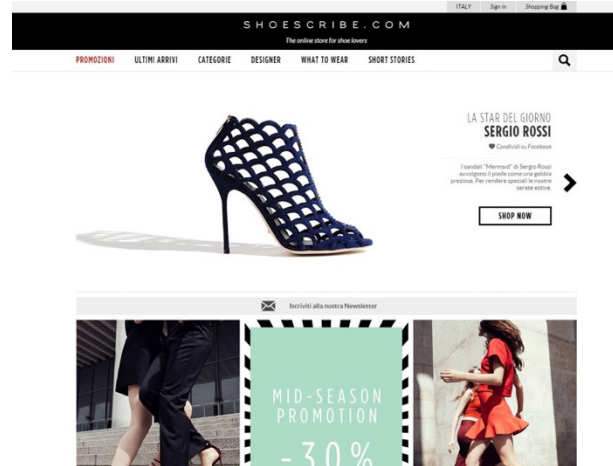 ITALY Sign in Shopping Bag
SHOESCRIBE.COM
The online store for shoe lovers
PROMOZIONI ULTIMI ARRIVI CATEGORIE DESIGNER WHAT TO WEAR SHORT STORIES
LA STAR DEL GIORNO
SERGIO ROSSI
Condividi su Facebook
I sandali "Mermaid" di Sergio Rossi
avvolgono il piede come una gabbia
preziosa. Per rendere speciali le nostre
serate estive.
SHOP NOW
Iscriviti alla nostra Newsletter
MID-SEASON
PROMOTION
-30%